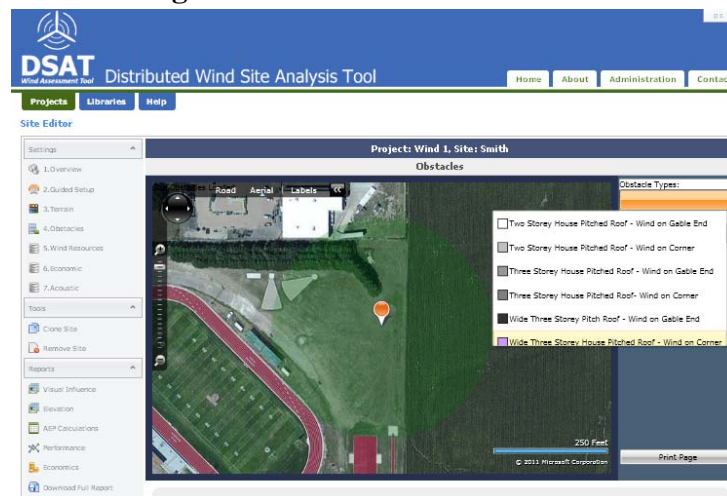 DSAT
Wind Assessment Tool
Distributed Wind Site Analysis Tool
Home
About
Administration
Contac
Projects
Libraries
Help
Site Editor
Settings
Project: Wind 1, Site: Smith
Obstacles
1.Overview
2.Guided Setup
3.Terrain
4.Obstacles
5.Wind Resources
6.Economic
7.Acoustic
Tools
Clone Site
Remove Site
Reports
Visual Influence
Elevation
AEP Calculations
Performance
Economics
Download Full Report
Road
Aerial
Labels
Obstacle Types:
Two Storey House Pitched Roof - Wind on Gable End
Two Storey House Pitched Roof - Wind on Corner
Three Storey House Pitched Roof - Wind on Gable End
Three Storey House Pitched Roof- Wind on Corner
Wide Three Storey Pitch Roof - Wind on Gable End
Wide Three Storey House Pitched Roof - Wind on Corner
250 Feet
© 2011 Microsoft Corporation
Print Page